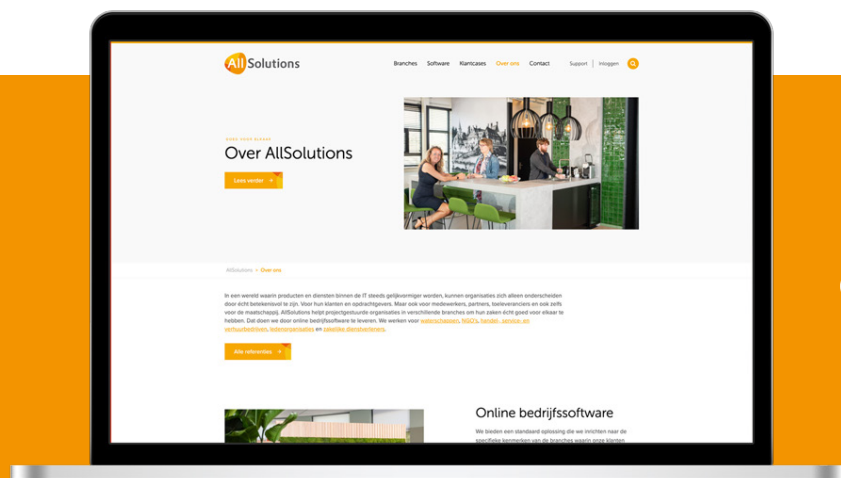 AllSolutions
Branches Software Klantcases Over ons Contact Support Inloggen
Over AllSolutions
Lees verder
AllSolutions > Over ons
In een wereld waarin producten en diensten binnen de IT steeds gelijkvormiger worden, kunnen organisaties zich alleen onderscheiden
door écht betekenisvol te zijn. Voor hun klanten en opdrachtgevers. Maar ook voor medewerkers, partners, toeleveranciers en ook zelfs
voor de maatschappij. AllSolutions helpt projectgestuurde organisaties in verschillende branches om hun zaken écht goed voor elkaar te
hebben. Dat doen we door online bedrijfssoftware te leveren. We werken voor waterschappen, NGO's, handel-, service- en
verhuurbedrijven, ledenorganisaties en zakelijke dienstverleners.
Alle referenties
Online bedrijfssoftware
We bieden een standaard oplossing die we inrichten naar de
specifieke kenmerken van de branches waarin onze klanten